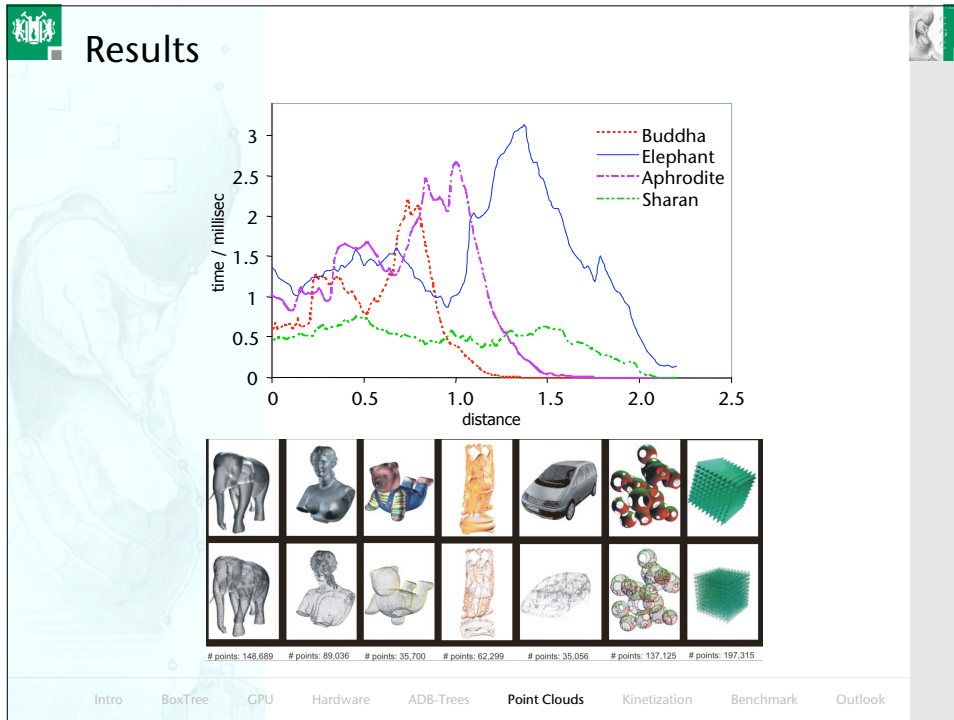 Results
3
2.5
2
1.5
1
0.5
0
time / millisec
Buddha
Elephant
Aphrodite
Sharan
0 0.5 1.0 1.5 2.0 2.5
distance
# points: 148,689 # points: 89,036 # points: 35,700 # points: 62,299 # points: 35,056 # points: 137,125 # points: 197,315
Intro BoxTree GPU Hardware ADB-Trees Point Clouds Kinetization Benchmark Outlook